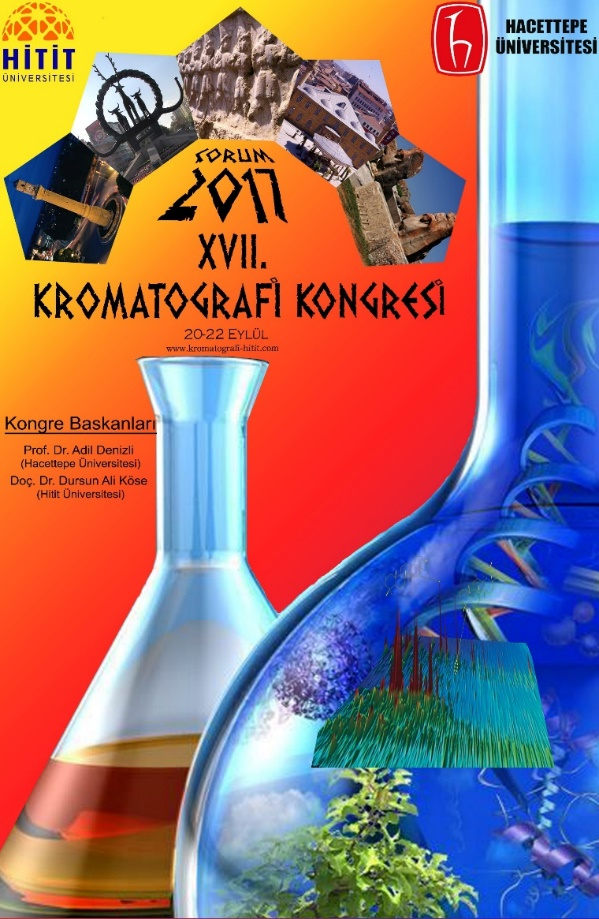 HİTİT
ÜNİVERSİTESİ
HACETTEPE
ÜNİVERSİTESİ
ÇORUM
2017
XVII.
KROMATOGRAFİ KONGRESİ
20-22 EYLÜL
www.kromatografi-hitit.com
Kongre Baskanları
Prof. Dr. Adil Denizli
(Hacettepe Üniversitesi)
Doç. Dr. Dursun Ali Köse
(Hitit Üniversitesi)